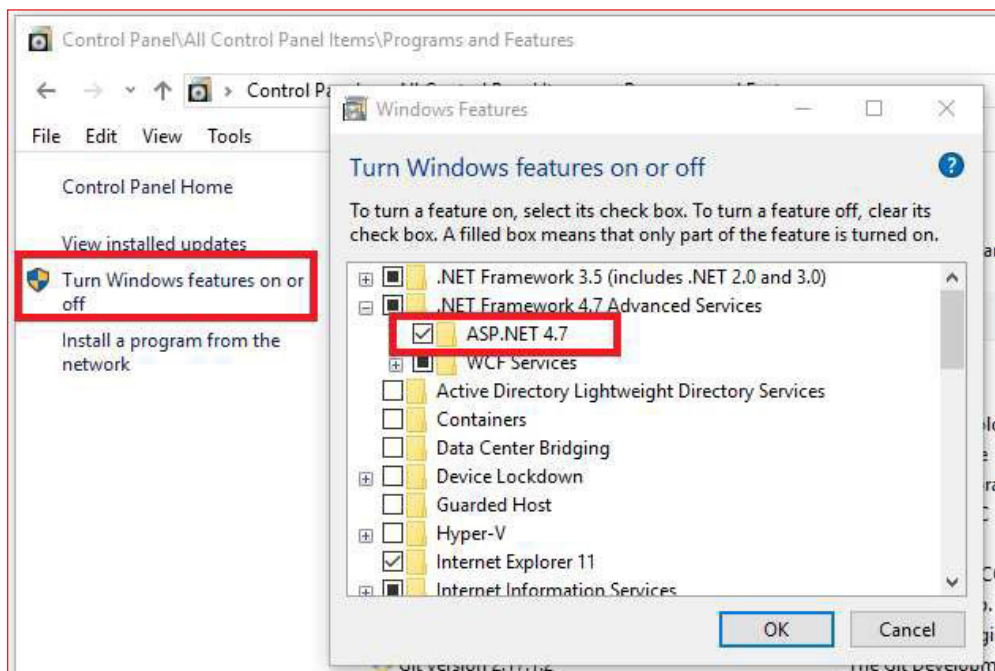 Control Panel\All Control Panel Items\Programs and Features
Windows Features
File Edit View Tools
Turn Windows features on or off
Control Panel Home
To turn a feature on, select its check box. To turn a feature off, clear its
check box. A filled box means that only part of the feature is turned on.
View installed updates
Turn Windows features on or
off
Install a program from the
network
.NET Framework 3.5 (includes .NET 2.0 and 3.0)
.NET Framework 4.7 Advanced Services
ASP.NET 4.7
WCF Services
Active Directory Lightweight Directory Services
Containers
Data Center Bridging
Device Lockdown
Guarded Host
Hyper-V
Internet Explorer 11
Internet Information Services
OK Cancel